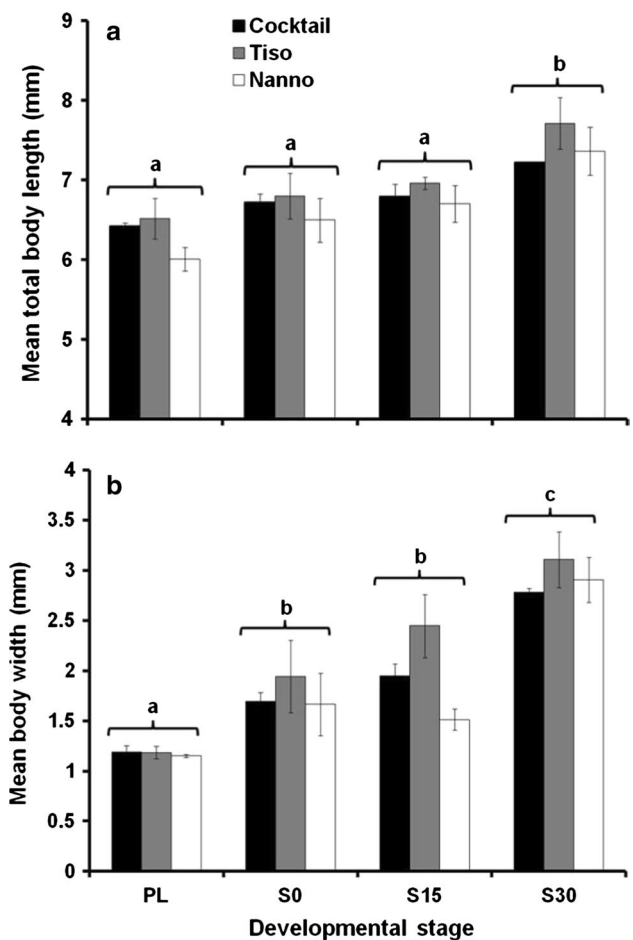 a
Cocktail
Tiso
Nanno
Mean total body length (mm)
9
8
7
6
5
4
a
a
a
b
b
Mean body width (mm)
4
3.5
3
2.5
2
1.5
1
0.5
0
a
b
b
c
PL S0 S15 S30
Developmental stage